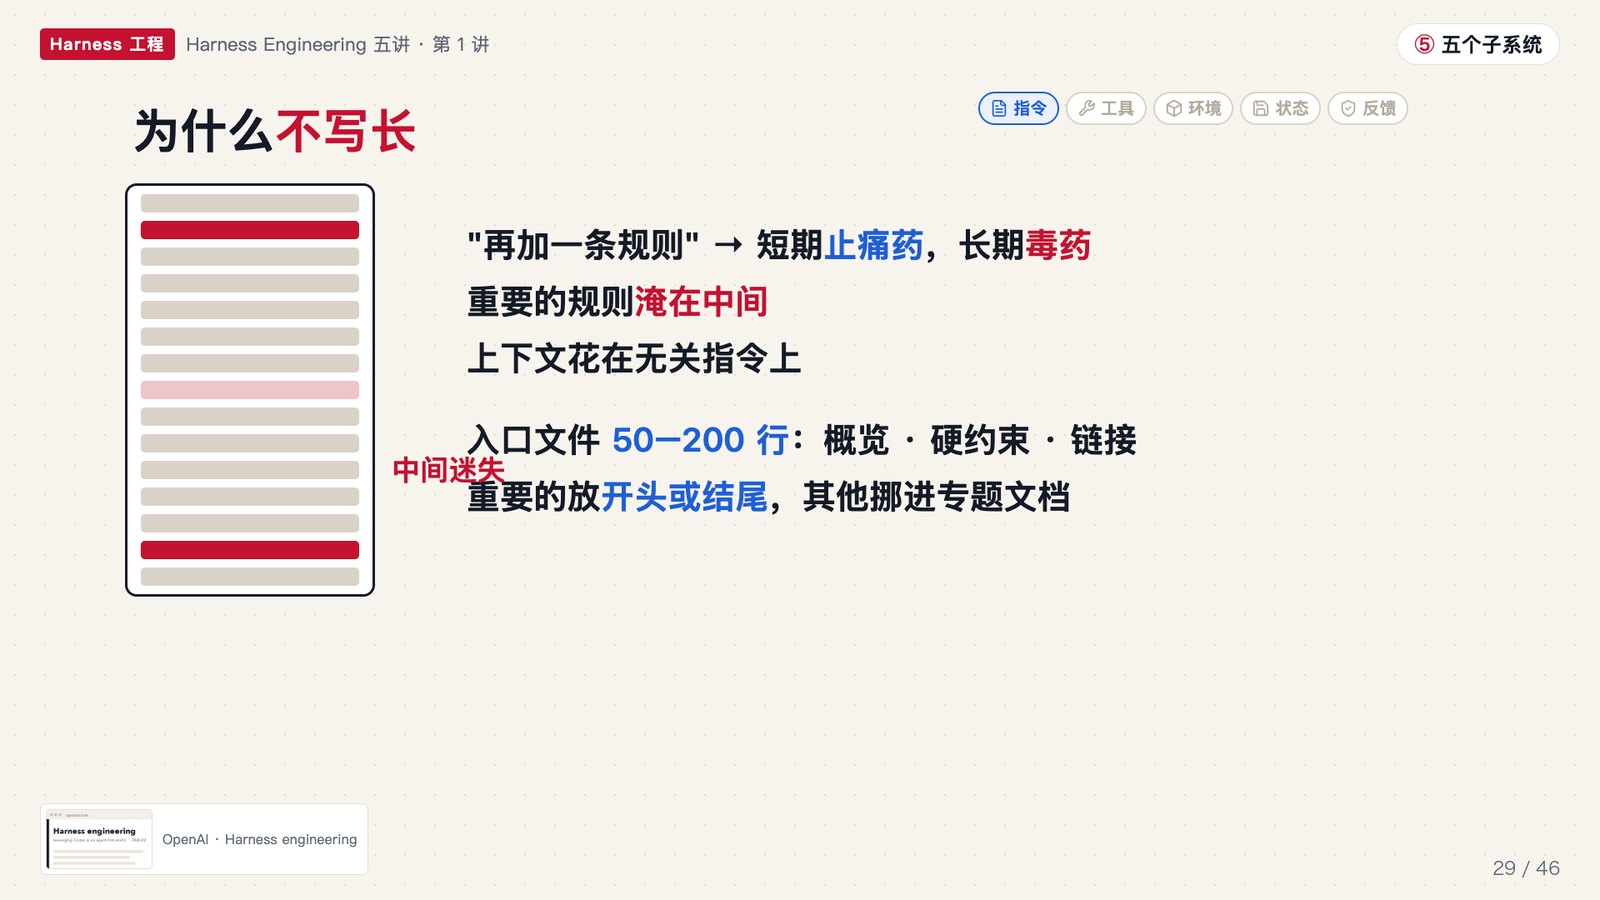 Harness 工程 Harness Engineering 五讲 · 第 1 讲
⑤ 五个子系统
指令 工具 环境 状态 反馈
为什么不写长
"再加一条规则" → 短期止痛药，长期毒药
重要的规则淹在中间
上下文花在无关指令上
入口文件 50—200 行：概览 · 硬约束 · 链接
中间迷失
重要的放开头或结尾，其他挪进专题文档
Harness engineering
OpenAI · Harness engineering
29 / 46